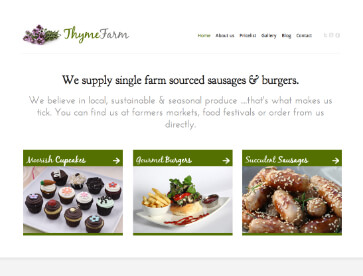 ThymeFarm
Home About us Pricelist Gallery Blog Contact
We supply single farm sourced sausages & burgers.
We believe in local, sustainable & seasonal produce ...that's what makes us
tick. You can find us at farmers markets, food festivals or order from us
directly.
Moorish Cupcakes Gourmet Burgers Succulent Sausages